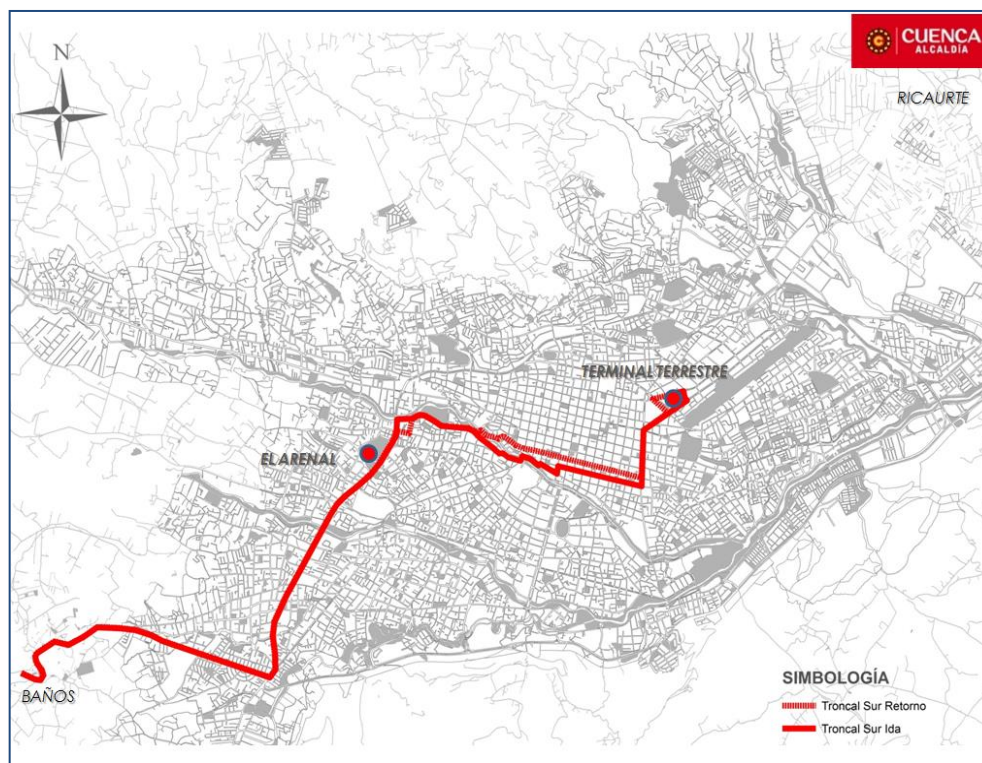 CUENCA
ALCALDÍA
N
RICAURTE
TERMINAL TERRESTRE
EL ARENAL
BAÑOS
SIMBOLOGÍA
Troncal Sur Retorno
Troncal Sur Ida